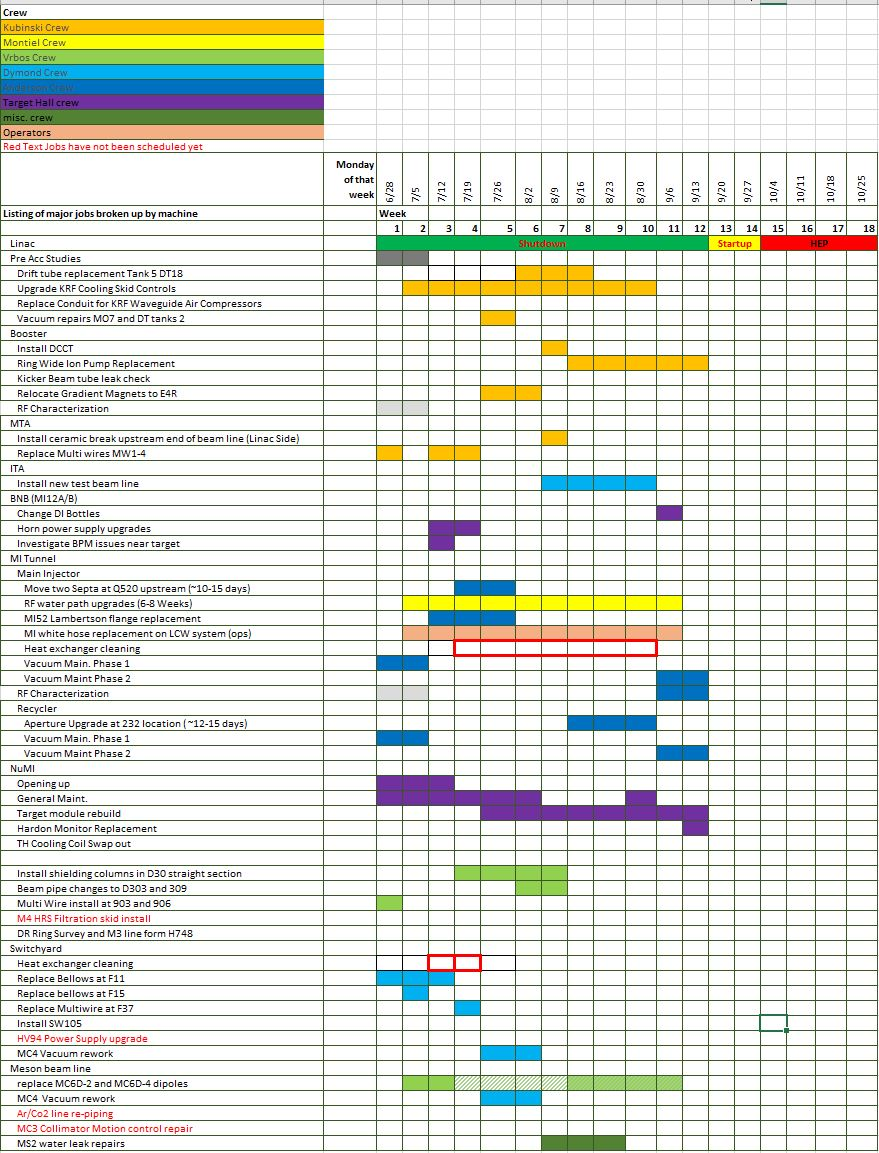 Crew
Kubinski Crew
Montiel Crew
Vrbos Crew
Dymond Crew
Anderson Crew
Target Hall crew
misc. crew
Operators
Red Text Jobs have not been scheduled yet
Monday of that week 6/28 7/5 7/12 7/19 7/26 8/2 8/9 8/16 8/23 8/30 9/6 9/13 9/20 9/27 10/4 10/11 10/18 10/25
Listing of major jobs broken up by machine Week
1 2 3 4 5 6 7 8 9 10 11 12 13 14 15 16 17 18
Linac Shutdown Startup HEP
Pre Acc Studies
Drift tube replacement Tank 5 DT18
Upgrade KRF Cooling Skid Controls
Replace Conduit for KRF Waveguide Air Compressors
Vacuum repairs MO7 and DT tanks 2
Booster
Install DCCT
Ring Wide Ion Pump Replacement
Kicker Beam tube leak check
Relocate Gradient Magnets to E4R
RF Characterization
MTA
Install ceramic break upstream end of beam line (Linac Side)
Replace Multi wires MW1-4
ITA
Install new test beam line
BNB (MI12A/B)
Change DI Bottles
Horn power supply upgrades
Investigate BPM issues near target
MI Tunnel
Main Injector
Move two Septa at Q520 upstream (~10-15 days)
RF water path upgrades (6-8 Weeks)
MI52 Lambertson flange replacement
MI white hose replacement on LCW system (ops)
Heat exchanger cleaning
Vacuum Main. Phase 1
Vacuum Maint Phase 2
RF Characterization
Recycler
Aperture Upgrade at 232 location (~12-15 days)
Vacuum Main. Phase 1
Vacuum Maint Phase 2
NuMI
Opening up
General Maint.
Target module rebuild
Hardon Monitor Replacement
TH Cooling Coil Swap out
Install shielding columns in D30 straight section
Beam pipe changes to D303 and 309
Multi Wire install at 903 and 906
M4 HRS Filtration skid install
DR Ring Survey and M3 line form H748
Switchyard
Heat exchanger cleaning
Replace Bellows at F11
Replace bellows at F15
Replace Multiwire at F37
Install SW105
HV94 Power Supply upgrade
MC4 Vacuum rework
Meson beam line
replace MC6D-2 and MC6D-4 dipoles
MC4 Vacuum rework
Ar/Co2 line re-piping
MC3 Collimator Motion control repair
MS2 water leak repairs